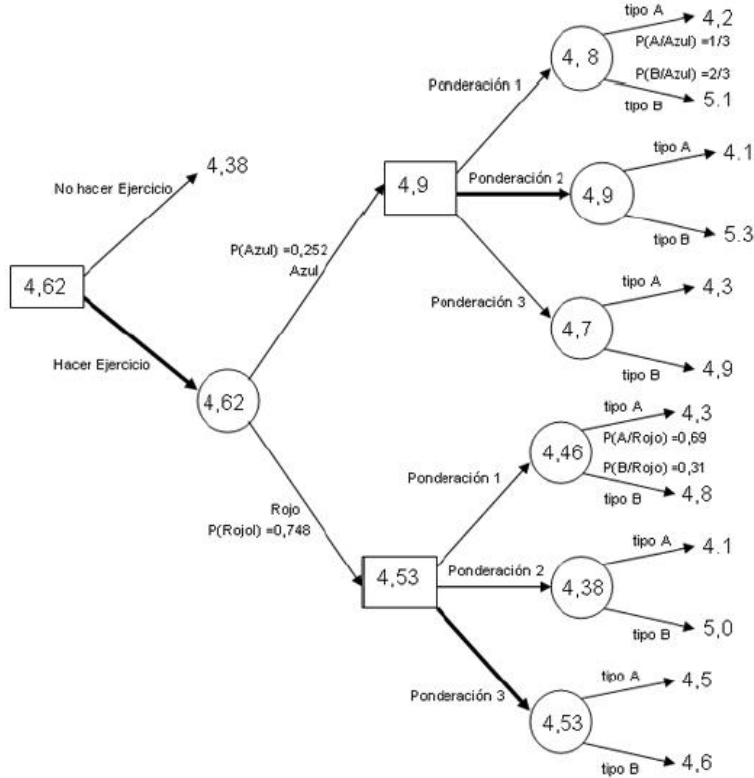 tipo A
4,2
P(A/Azul) =1/3
4, 8
P(B/Azul) =2/3
Ponderación 1
5.1
tipo B
tipo A
4.1
4,38
No hacer Ejercicio
4,9
Ponderación 2
4,9
P(Azul) =0,252
Azul
tipo B
5.3
4,62
tipo A
4,3
Ponderación 3
4,7
Hacer Ejercicio
tipo B
4,9
4,62
tipo A
4,3
P(A/Rojo) =0,69
4,46
P(B/Rojo) =0,31
Ponderación 1
tipo B
4,8
Rojo
P(Rojol) =0,748
tipo A
4.1
4,53
Ponderación 2
4,38
tipo B
5,0
tipo A
4,5
Ponderación 3
4,53
tipo B
4,6